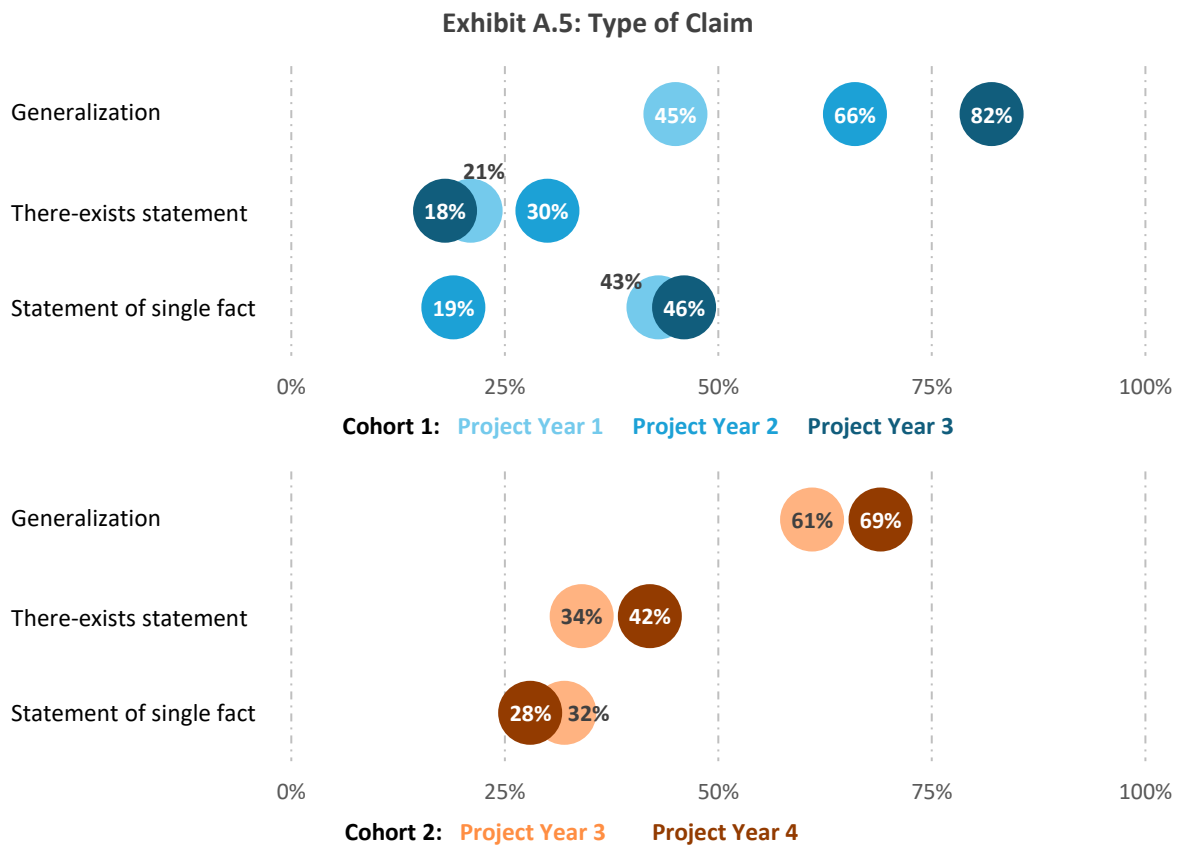 Exhibit A.5: Type of Claim
Generalization
45% 66% 82%
21%
There-exists statement
18% 30%
43%
Statement of single fact
19% 46%
0% 25% 50% 75% 100%
Cohort 1: Project Year 1 Project Year 2 Project Year 3
Generalization
61% 69%
There-exists statement
34% 42%
Statement of single fact
28% 32%
0% 25% 50% 75% 100%
Cohort 2: Project Year 3 Project Year 4